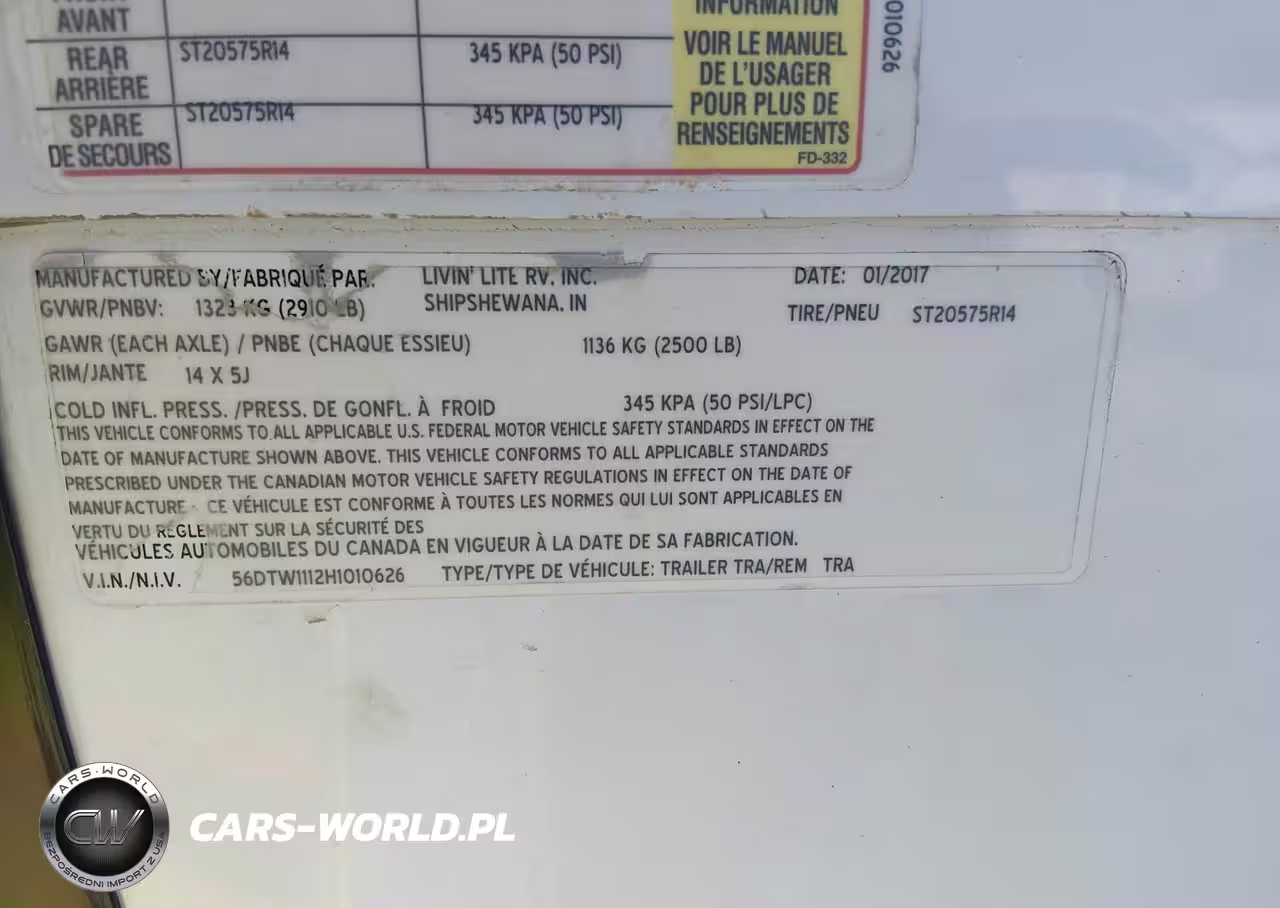 AVANT
INFORMATION
REAR ST20575R14 345 KPA (50 PSI)
ARRIÈRE
SPARE ST20575R14 345 KPA (50 PSI)
DE SECOURS
VOIR LE MANUEL
DE L'USAGER
POUR PLUS DE
RENSEIGNEMENTS
FD-332
010626
MANUFACTURED BY/FABRIQUÉ PAR: LIVIN' LITE RV, INC. DATE: 01/2017
GVWR/PNBV: 1323 KG (2910 LB) SHIPSHEWANA, IN TIRE/PNEU ST20575R14
GAWR (EACH AXLE) / PNBE (CHAQUE ESSIEU) 1136 KG (2500 LB)
RIM/JANTE 14 X 5J
COLD INFL. PRESS. /PRESS. DE GONFL. À FROID 345 KPA (50 PSI/LPC)
THIS VEHICLE CONFORMS TO ALL APPLICABLE U.S. FEDERAL MOTOR VEHICLE SAFETY STANDARDS IN EFFECT ON THE
DATE OF MANUFACTURE SHOWN ABOVE. THIS VEHICLE CONFORMS TO ALL APPLICABLE STANDARDS
PRESCRIBED UNDER THE CANADIAN MOTOR VEHICLE SAFETY REGULATIONS IN EFFECT ON THE DATE OF
MANUFACTURE - CE VÉHICULE EST CONFORME À TOUTES LES NORMES QUI LUI SONT APPLICABLES EN
VERTU DU RÈGLEMENT SUR LA SÉCURITÉ DES
VÉHICULES AUTOMOBILES DU CANADA EN VIGUEUR À LA DATE DE SA FABRICATION.
V.I.N./N.I.V. 56DTW1112H1010626 TYPE/TYPE DE VÉHICULE: TRAILER TRA/REM TRA
CARS-WORLD
CW
BEZPOŚREDNI IMPORT Z USA
CARS-WORLD.PL